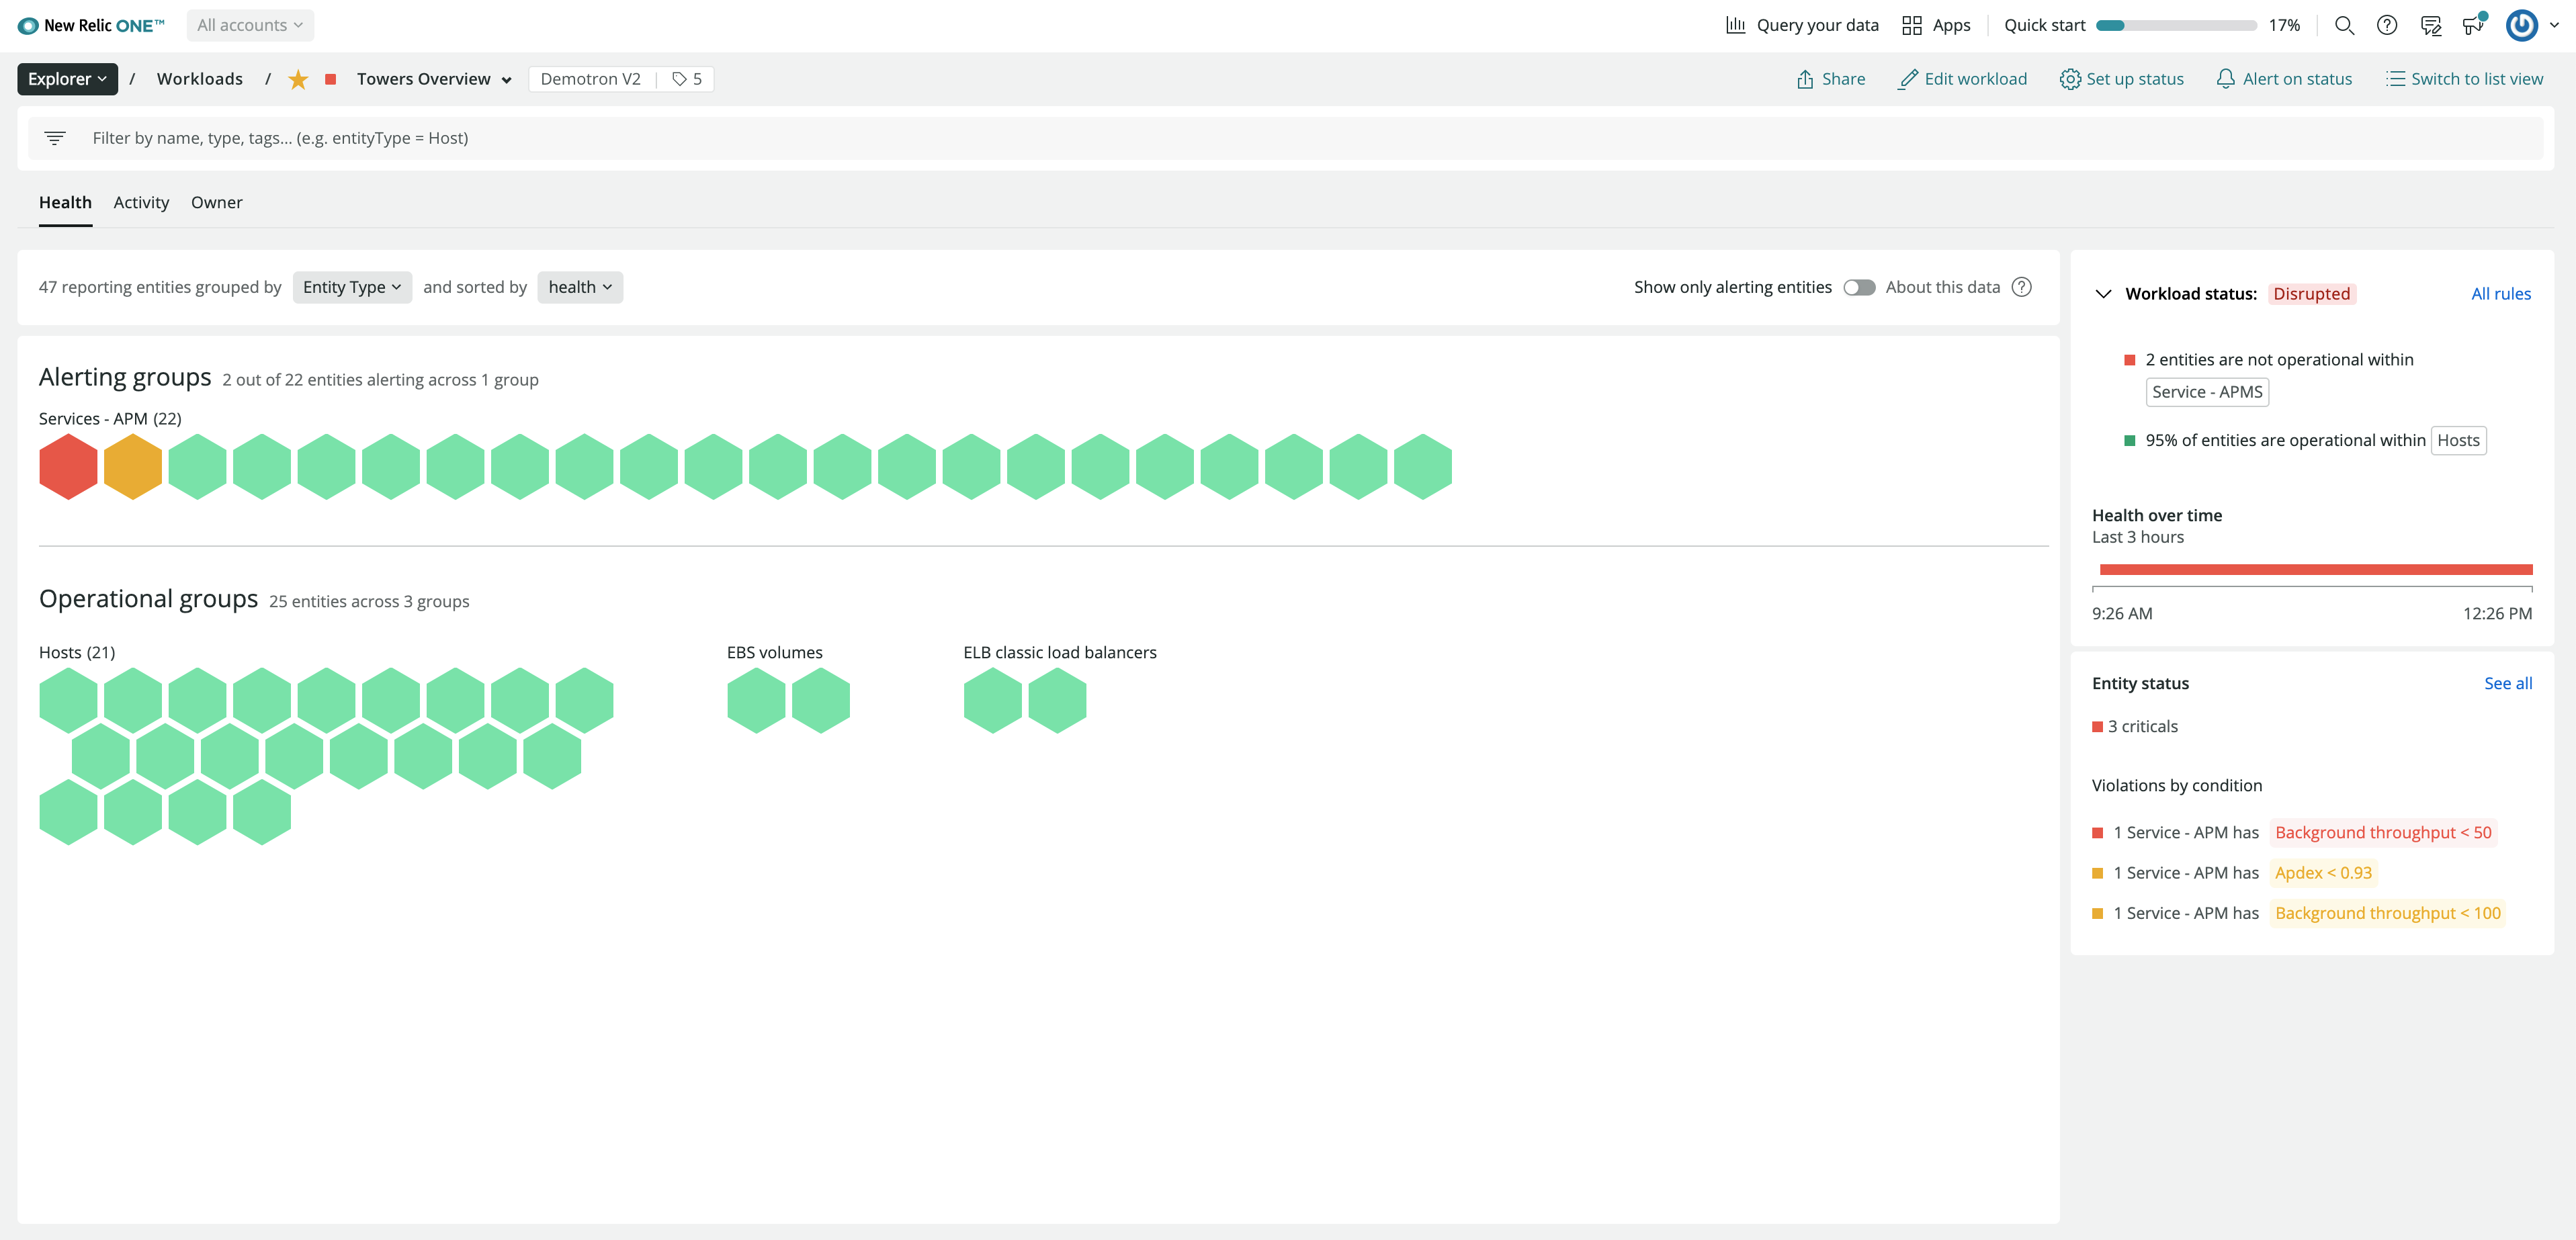 New Relic ONE™ All accounts Query your data Apps Quick start 17%
Explorer / Workloads / Towers Overview Demotron V2 5 Share Edit workload Set up status Alert on status Switch to list view
Filter by name, type, tags... (e.g. entityType = Host)
Health Activity Owner
47 reporting entities grouped by Entity Type and sorted by health Show only alerting entities About this data ?
Alerting groups 2 out of 22 entities alerting across 1 group
Services - APM (22)
Operational groups 25 entities across 3 groups
Hosts (21) EBS volumes ELB classic load balancers
Workload status: Disrupted All rules
2 entities are not operational within
Service - APMS
95% of entities are operational within Hosts
Health over time
Last 3 hours
9:26 AM 12:26 PM
Entity status See all
3 criticals
Violations by condition
1 Service - APM has Background throughput < 50
1 Service - APM has Apdex < 0.93
1 Service - APM has Background throughput < 100